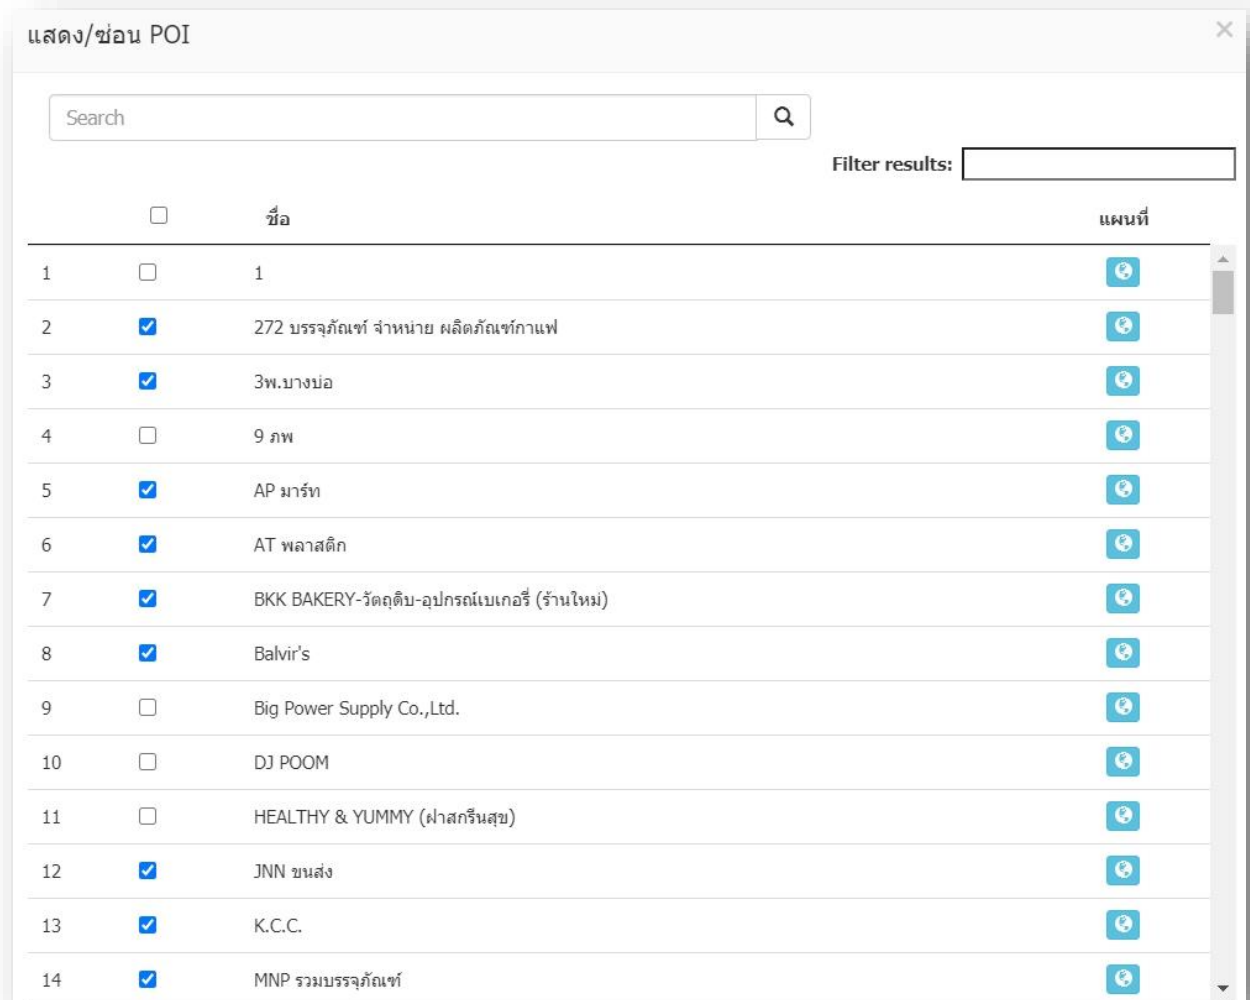 แสดง/ซ่อน POI
Search
Filter results:
ชื่อ แผนที่
1 1
2 272 บรรจุภัณฑ์ จำหน่าย ผลิตภัณฑ์กาแฟ
3 3พ.บางบ่อ
4 9 ภพ
5 AP มาร์ท
6 AT พลาสติก
7 BKK BAKERY-วัตถุดิบ-อุปกรณ์เบเกอรี่ (ร้านใหม่)
8 Balvir's
9 Big Power Supply Co.,Ltd.
10 DJ POOM
11 HEALTHY & YUMMY (ฝาสกรีนสุข)
12 JNN ขนส่ง
13 K.C.C.
14 MNP รวมบรรจุภัณฑ์